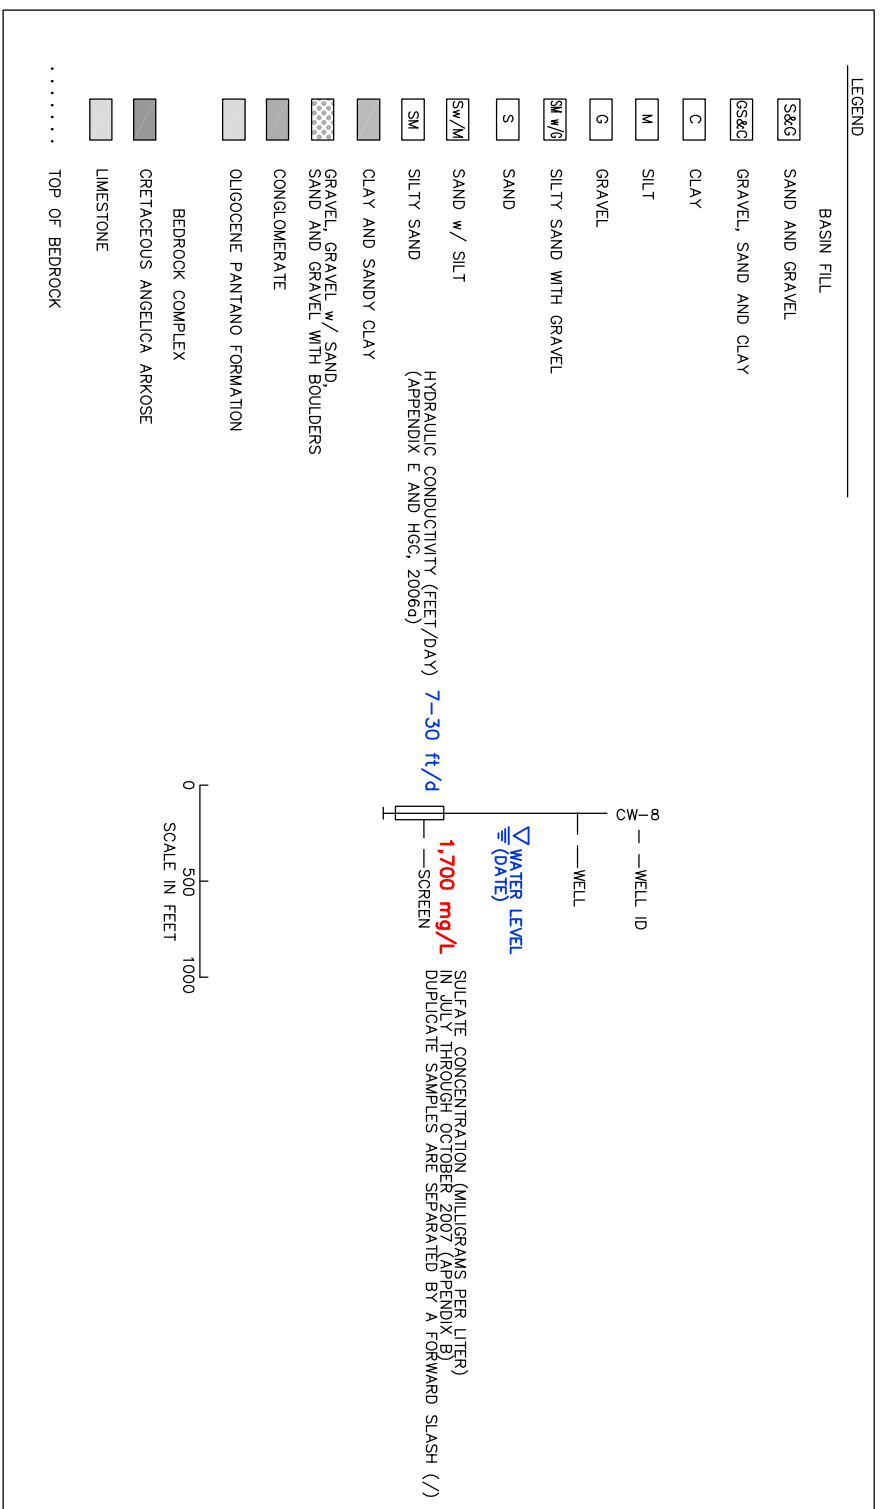 LEGEND
BASIN FILL
S&G SAND AND GRAVEL
GS&C GRAVEL, SAND AND CLAY
C CLAY
M SILT
G GRAVEL
SM w/G SILTY SAND WITH GRAVEL
S SAND
Sw/M SAND w/ SILT
SM SILTY SAND
CLAY AND SANDY CLAY
GRAVEL, GRAVEL w/ SAND,
SAND AND GRAVEL WITH BOULDERS
CONGLOMERATE
OLIGOCENE PANTANO FORMATION
BEDROCK COMPLEX
CRETACEOUS ANGELICA ARKOSE
LIMESTONE
TOP OF BEDROCK
HYDRAULIC CONDUCTIVITY (FEET/DAY)
(APPENDIX E AND HGC, 2006a)
7-30 ft/d
CW-8
WELL ID
WELL
WATER LEVEL
(DATE)
1,700 mg/L
SCREEN
SULFATE CONCENTRATION (MILLIGRAMS PER LITER)
IN JULY THROUGH OCTOBER 2007 (APPENDIX B)
DUPLICATE SAMPLES ARE SEPARATED BY A FORWARD SLASH (/)
0 500 1000
SCALE IN FEET